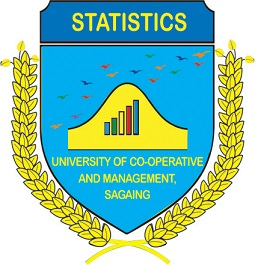 STATISTICS
UNIVERSITY OF CO-OPERATIVE
AND MANAGEMENT,
SAGAING